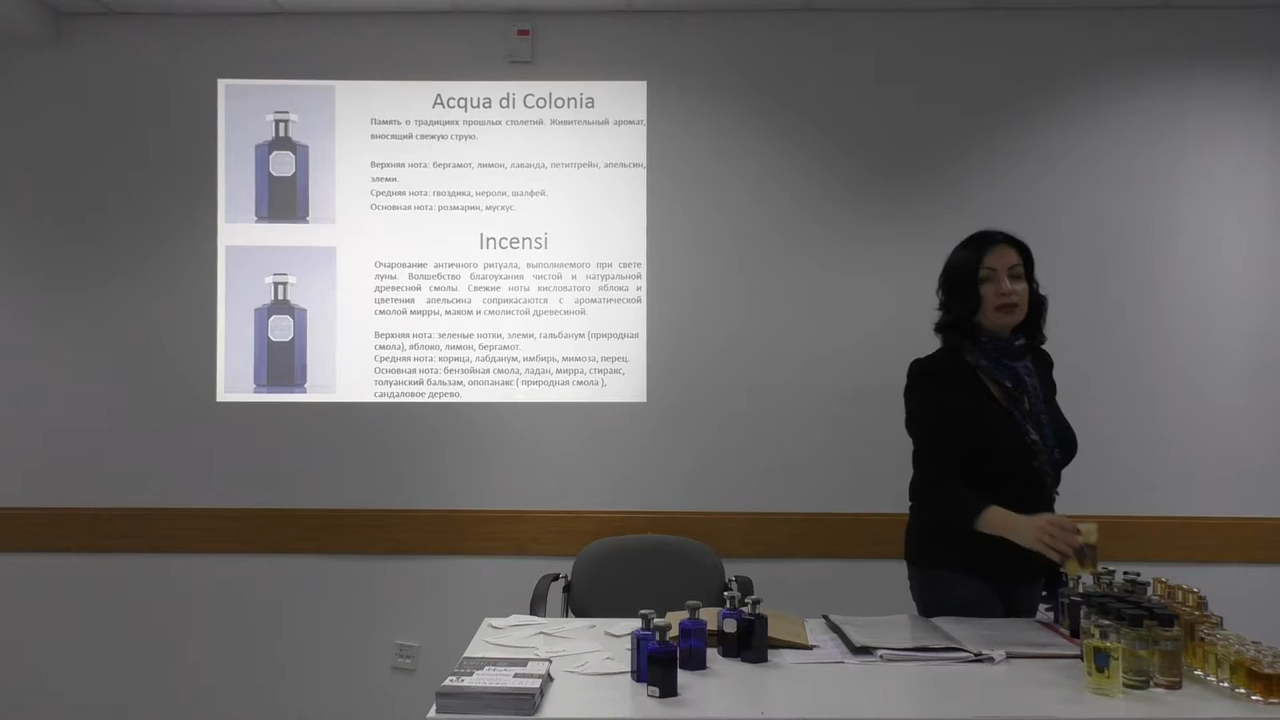 Acqua di Colonia
Память о традициях прошлых столетий. Живительный аромат,
вносящий свежую струю.
Верхняя нота: бергамот, лимон, лаванда, петитгрейн, апельсин,
элеми.
Средняя нота: гвоздика, нероли, шалфей.
Основная нота: розмарин, мускус.
Incensi
Очарование античного ритуала, выполняемого при свете
луны. Волшебство благоухания чистой и натуральной
древесной смолы. Свежие ноты кисловатого яблока и
цветения апельсина соприкасаются с ароматической
смолой мирры, маком и смолистой древесиной.
Верхняя нота: зеленые нотки, элеми, гальбанум (природная
смола), яблоко, лимон, бергамот.
Средняя нота: корица, лабданум, имбирь, мимоза, перец.
Основная нота: бензойная смола, ладан, мирра, стиракс,
толуанский бальзам, опопанакс ( природная смола ),
сандаловое дерево.